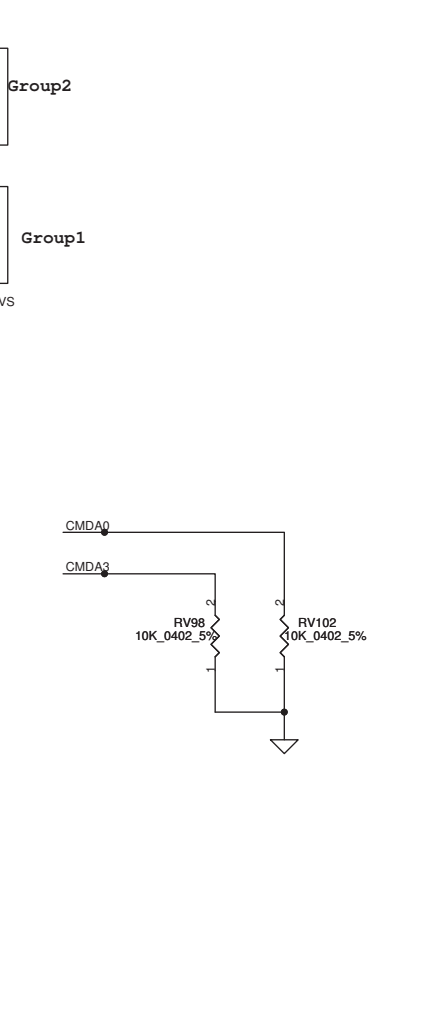 Group2
Group1
VS
CMDA0
CMDA3
2
2
RV98
RV102
10K_0402_5%
10K_0402_5%
1
1